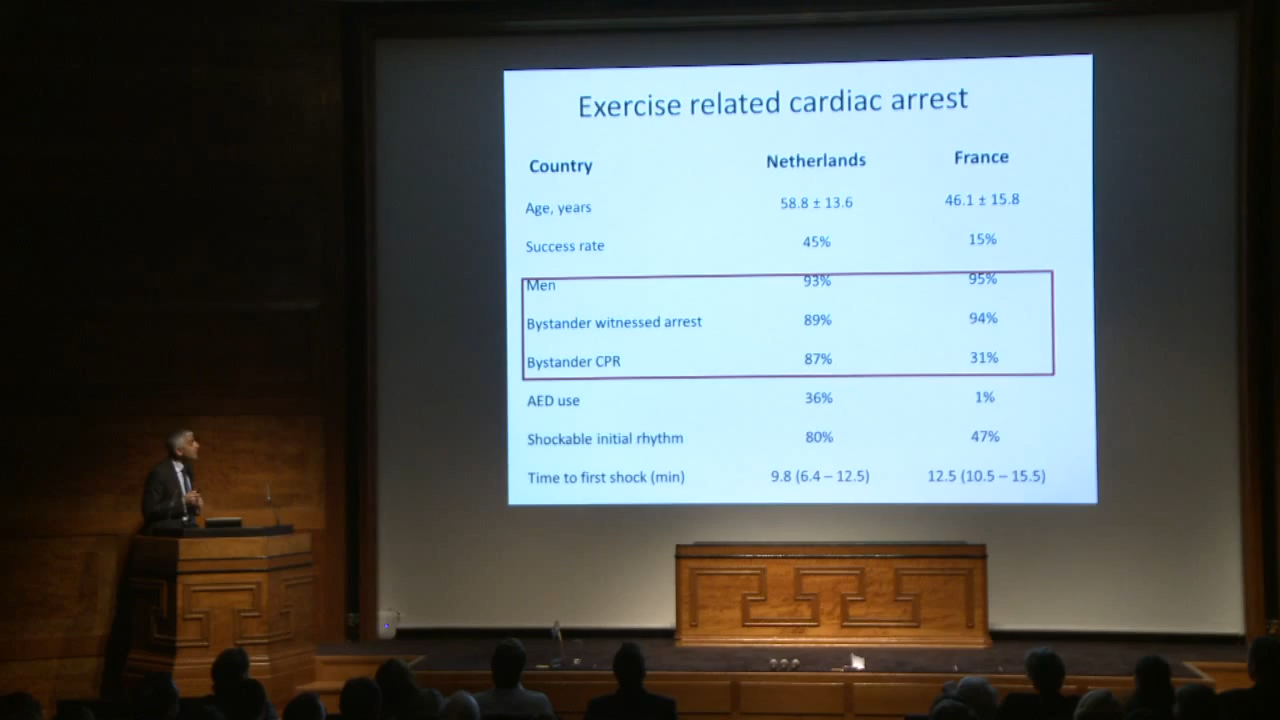 Exercise related cardiac arrest
Country Netherlands France
Age, years 58.8 ± 13.6 46.1 ± 15.8
Success rate 45% 15%
Men 93% 95%
Bystander witnessed arrest 89% 94%
Bystander CPR 87% 31%
AED use 36% 1%
Shockable initial rhythm 80% 47%
Time to first shock (min) 9.8 (6.4 – 12.5) 12.5 (10.5 – 15.5)